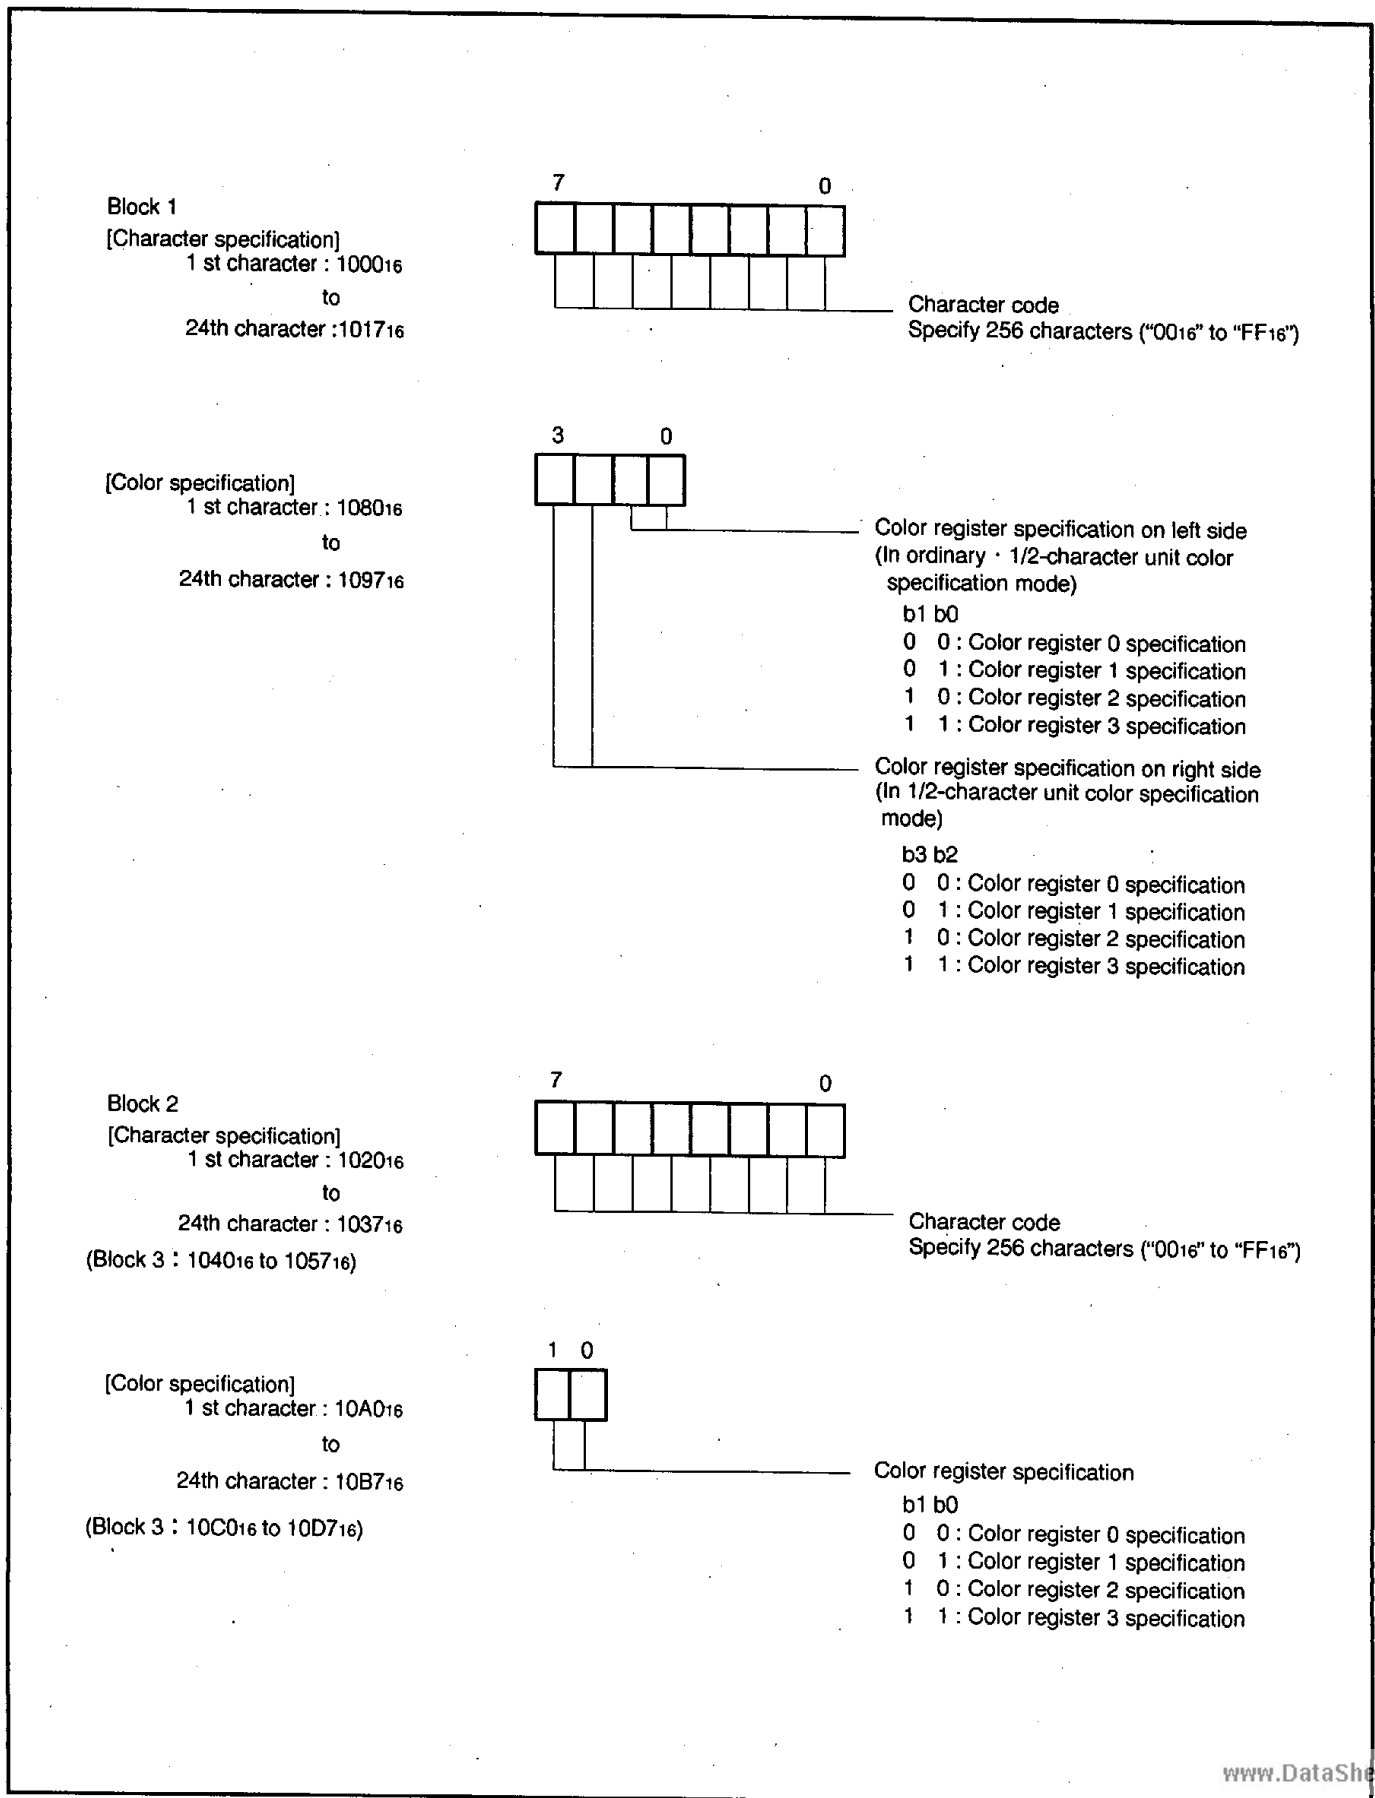 7 0
Block 1
[Character specification]
1 st character : 1000₁₆
to
24th character :1017₁₆
Character code
Specify 256 characters (“00₁₆” to “FF₁₆”)
3 0
[Color specification]
1 st character : 1080₁₆
to
24th character : 1097₁₆
Color register specification on left side
(In ordinary · 1/2-character unit color
specification mode)
b1 b0
0 0 : Color register 0 specification
0 1 : Color register 1 specification
1 0 : Color register 2 specification
1 1 : Color register 3 specification
Color register specification on right side
(In 1/2-character unit color specification
mode)
b3 b2
0 0 : Color register 0 specification
0 1 : Color register 1 specification
1 0 : Color register 2 specification
1 1 : Color register 3 specification
7 0
Block 2
[Character specification]
1 st character : 1020₁₆
to
24th character : 1037₁₆
(Block 3 : 1040₁₆ to 1057₁₆)
Character code
Specify 256 characters (“00₁₆” to “FF₁₆”)
1 0
[Color specification]
1 st character : 10A0₁₆
to
24th character : 10B7₁₆
(Block 3 : 10C0₁₆ to 10D7₁₆)
Color register specification
b1 b0
0 0 : Color register 0 specification
0 1 : Color register 1 specification
1 0 : Color register 2 specification
1 1 : Color register 3 specification
www.DataShe